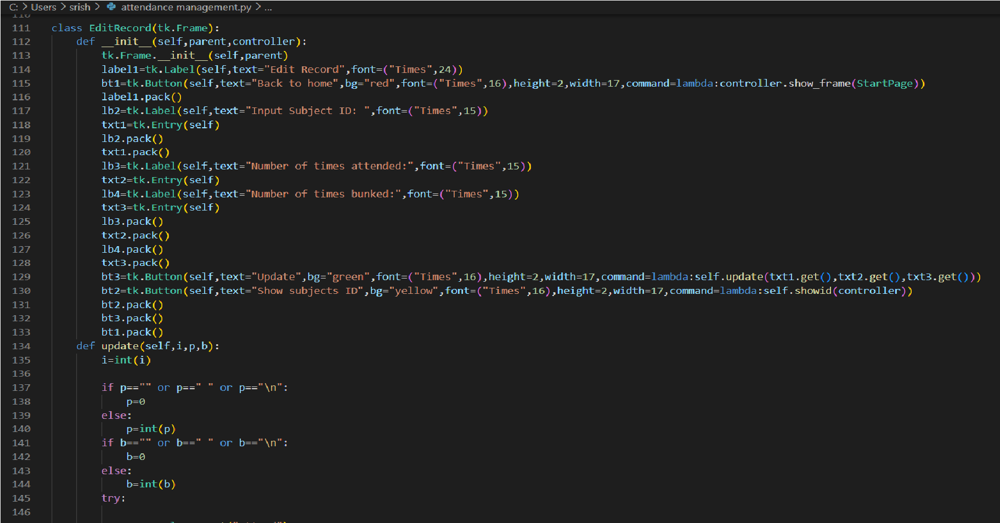 C: > Users > srish > attendance management.py > ...
110
111 class EditRecord(tk.Frame):
112     def __init__(self,parent,controller):
113         tk.Frame.__init__(self,parent)
114         label1=tk.Label(self,text="Edit Record",font=("Times",24))
115         bt1=tk.Button(self,text="Back to home",bg="red",font=("Times",16),height=2,width=17,command=lambda:controller.show_frame(StartPage))
116         label1.pack()
117         lb2=tk.Label(self,text="Input Subject ID: ",font=("Times",15))
118         txt1=tk.Entry(self)
119         lb2.pack()
120         txt1.pack()
121         lb3=tk.Label(self,text="Number of times attended:",font=("Times",15))
122         txt2=tk.Entry(self)
123         lb4=tk.Label(self,text="Number of times bunked:",font=("Times",15))
124         txt3=tk.Entry(self)
125         lb3.pack()
126         txt2.pack()
127         lb4.pack()
128         txt3.pack()
129         bt3=tk.Button(self,text="Update",bg="green",font=("Times",16),height=2,width=17,command=lambda:self.update(txt1.get(),txt2.get(),txt3.get()))
130         bt2=tk.Button(self,text="Show subjects ID",bg="yellow",font=("Times",16),height=2,width=17,command=lambda:self.showid(controller))
131         bt2.pack()
132         bt3.pack()
133         bt1.pack()
134     def update(self,i,p,b):
135         i=int(i)
136
137         if p=="" or p==" " or p=="\n":
138             p=0
139         else:
140             p=int(p)
141         if b=="" or b==" " or b=="\n":
142             b=0
143         else:
144             b=int(b)
145         try:
146